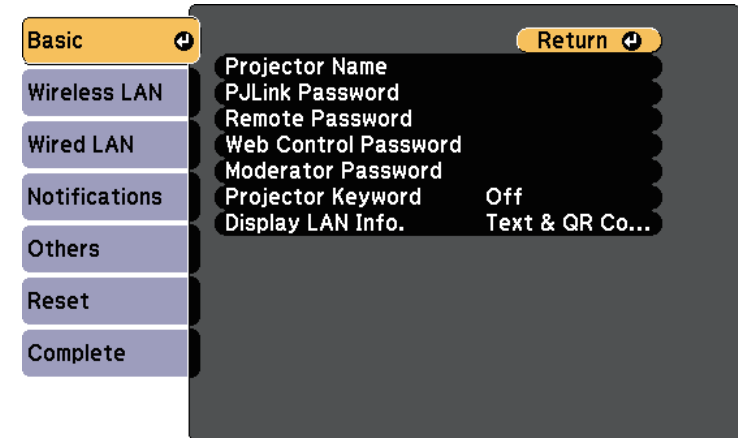 Basic
Wireless LAN
Wired LAN
Notifications
Others
Reset
Complete
Return
Projector Name
PJLink Password
Remote Password
Web Control Password
Moderator Password
Projector Keyword Off
Display LAN Info. Text & QR Co...